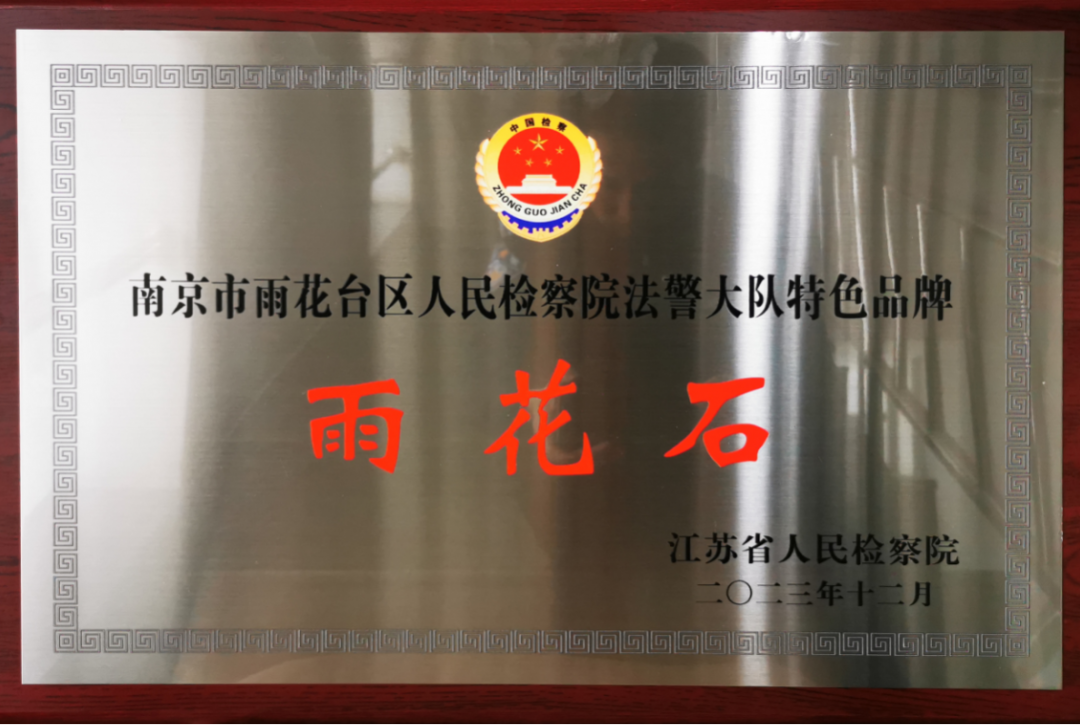 中国检察
ZHONG GUO JIAN CHA
南京市雨花台区人民检察院法警大队特色品牌
雨花石
江苏省人民检察院
二〇二三年十二月